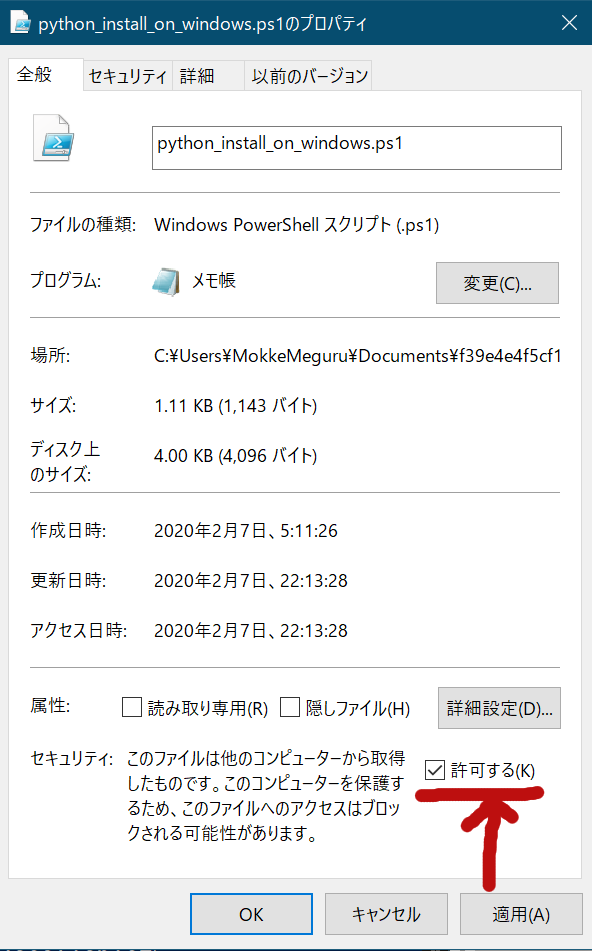 python_install_on_windows.ps1のプロパティ
全般 セキュリティ 詳細 以前のバージョン
python_install_on_windows.ps1
ファイルの種類: Windows PowerShell スクリプト (.ps1)
プログラム: メモ帳 変更(C)...
場所: C:¥Users¥MokkeMeguru¥Documents¥f39e4e4f5cf1
サイズ: 1.11 KB (1,143 バイト)
ディスク上
のサイズ: 4.00 KB (4,096 バイト)
作成日時: 2020年2月7日、5:11:26
更新日時: 2020年2月7日、22:13:28
アクセス日時: 2020年2月7日、22:13:28
属性: 読み取り専用(R) 隠しファイル(H) 詳細設定(D)...
セキュリティ: このファイルは他のコンピューターから取得
したものです。このコンピューターを保護す 許可する(K)
るため、このファイルへのアクセスはブロッ
クされる可能性があります。
OK キャンセル 適用(A)